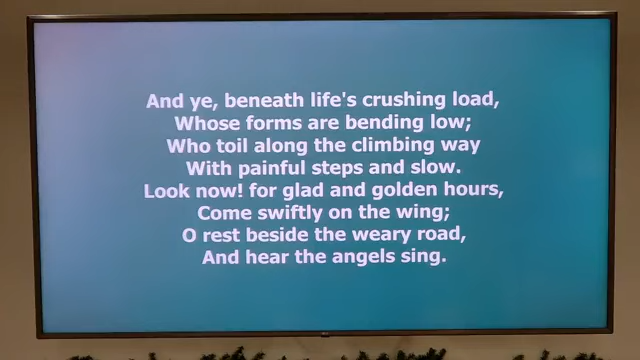 And ye, beneath life's crushing load,
Whose forms are bending low;
Who toil along the climbing way
With painful steps and slow.
Look now! for glad and golden hours,
Come swiftly on the wing;
O rest beside the weary road,
And hear the angels sing.